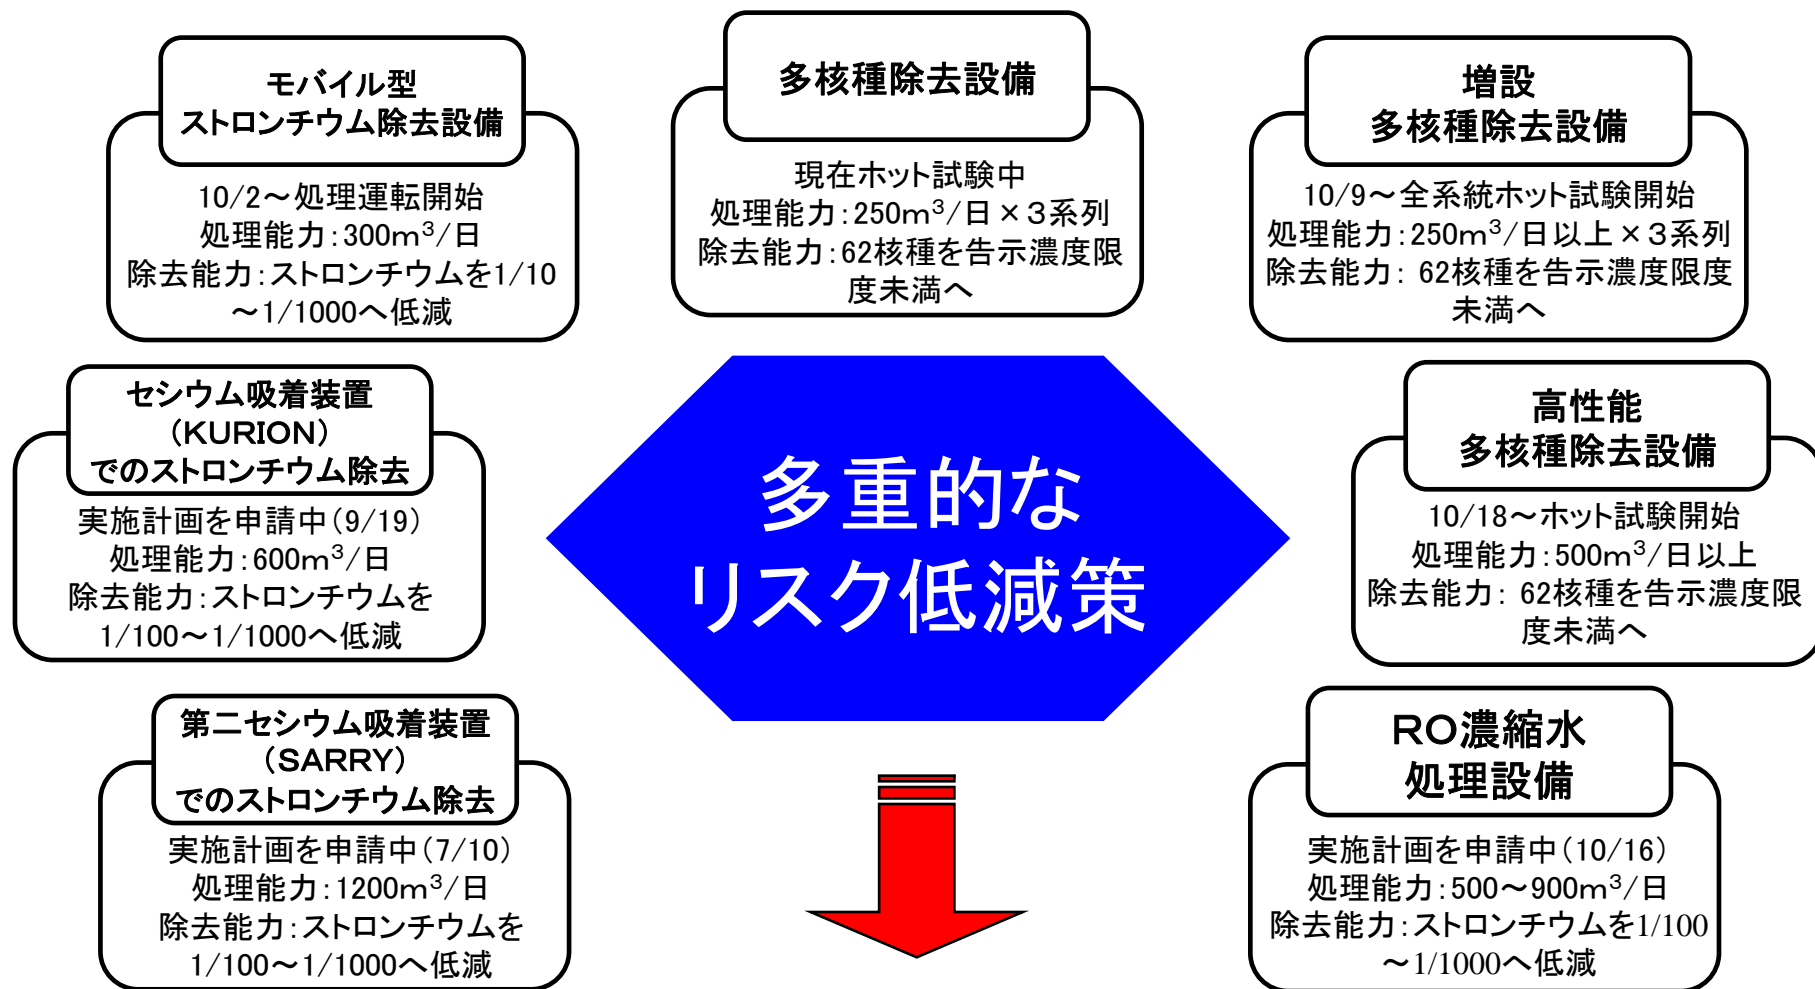 モバイル型
ストロンチウム除去設備
10/2～処理運転開始
処理能力：300m³/日
除去能力：ストロンチウムを1/10
～1/1000へ低減
多核種除去設備
現在ホット試験中
処理能力：250m³/日×３系列
除去能力：62核種を告示濃度限
度未満へ
増設
多核種除去設備
10/9～全系統ホット試験開始
処理能力：250m³/日以上×３系列
除去能力： 62核種を告示濃度限度
未満へ
セシウム吸着装置
（KURION）
でのストロンチウム除去
実施計画を申請中（9/19）
処理能力：600m³/日
除去能力：ストロンチウムを
1/100～1/1000へ低減
多重的な
リスク低減策
高性能
多核種除去設備
10/18～ホット試験開始
処理能力：500m³/日以上
除去能力： 62核種を告示濃度限
度未満へ
第二セシウム吸着装置
（SARRY）
でのストロンチウム除去
実施計画を申請中（7/10）
処理能力：1200m³/日
除去能力：ストロンチウムを
1/100～1/1000へ低減
ＲＯ濃縮水
処理設備
実施計画を申請中（10/16）
処理能力：500～900m³/日
除去能力：ストロンチウムを1/100
～1/1000へ低減